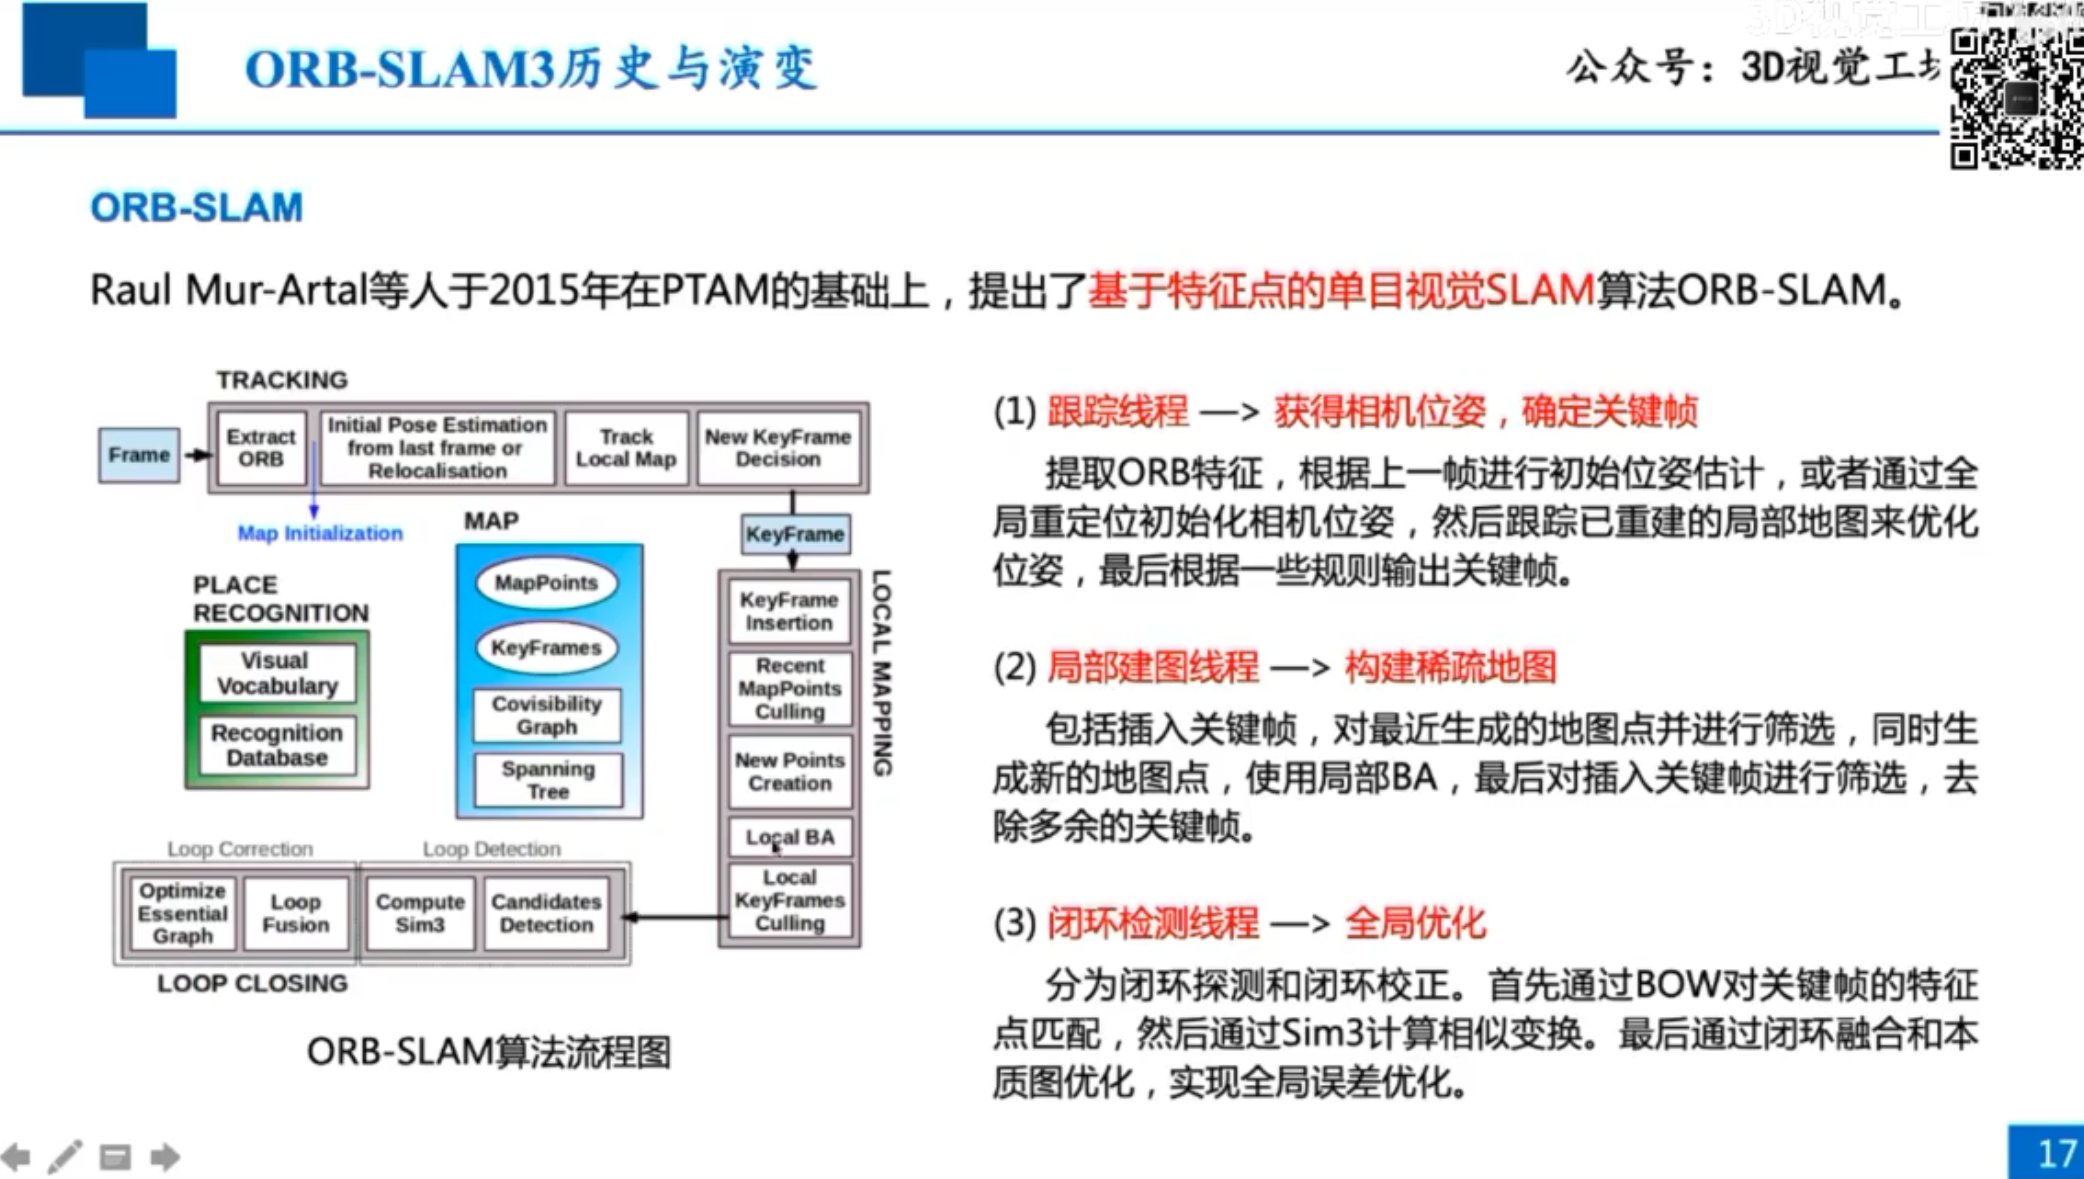 3D视觉工
ORB-SLAM3历史与演变
公众号：3D视觉工坊
ORB-SLAM
Raul Mur-Artal等人于2015年在PTAM的基础上，提出了基于特征点的单目视觉SLAM算法ORB-SLAM。
TRACKING
Frame
Extract
ORB
Initial Pose Estimation
from last frame or
Relocalisation
Track
Local Map
New KeyFrame
Decision
Map Initialization
MAP
KeyFrame
PLACE
RECOGNITION
Visual
Vocabulary
Recognition
Database
MapPoints
KeyFrames
Covisibility
Graph
Spanning
Tree
LOCAL MAPPING
KeyFrame
Insertion
Recent
MapPoints
Culling
New Points
Creation
Local BA
Local
KeyFrames
Culling
Loop Correction
Loop Detection
Optimize
Essential
Graph
Loop
Fusion
Compute
Sim3
Candidates
Detection
LOOP CLOSING
ORB-SLAM算法流程图
(1) 跟踪线程 —> 获得相机位姿，确定关键帧
提取ORB特征，根据上一帧进行初始位姿估计，或者通过全
局重定位初始化相机位姿，然后跟踪已重建的局部地图来优化
位姿，最后根据一些规则输出关键帧。
(2) 局部建图线程 —> 构建稀疏地图
包括插入关键帧，对最近生成的地图点并进行筛选，同时生
成新的地图点，使用局部BA，最后对插入关键帧进行筛选，去
除多余的关键帧。
(3) 闭环检测线程 —> 全局优化
分为闭环探测和闭环校正。首先通过BOW对关键帧的特征
点匹配，然后通过Sim3计算相似变换。最后通过闭环融合和本
质图优化，实现全局误差优化。
17